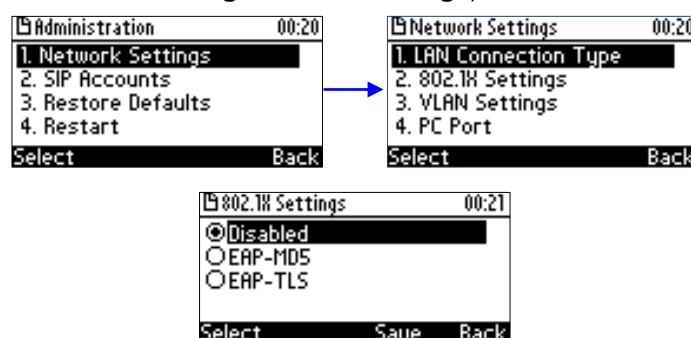 Administration 00:20
1. Network Settings
2. SIP Accounts
3. Restore Defaults
4. Restart
Select Back
Network Settings 00:20
1. LAN Connection Type
2. 802.1X Settings
3. VLAN Settings
4. PC Port
Select Back
802.1X Settings 00:21
Disabled
EAP-MD5
EAP-TLS
Select Save Back